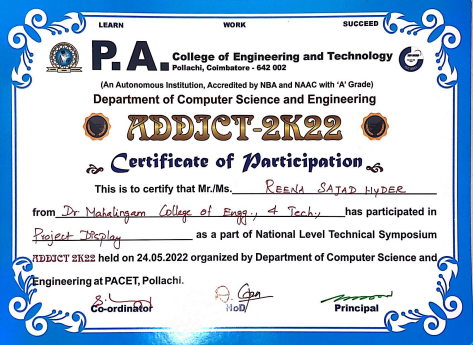 LEARN WORK SUCCEED
P.A. College of Engineering and Technology
Pollachi, Coimbatore - 642 002
(An Autonomous Institution, Accredited by NBA and NAAC with 'A' Grade)
Department of Computer Science and Engineering
ADDICT-2K22
Certificate of Participation
This is to certify that Mr./Ms. REENA SAJAD HYDER
from Dr Mahalingam College of Engg., & Tech., has participated in
Project Display as a part of National Level Technical Symposium
ADDICT 2K22 held on 24.05.2022 organized by Department of Computer Science and
Engineering at PACET, Pollachi.
Co-ordinator HoD Principal